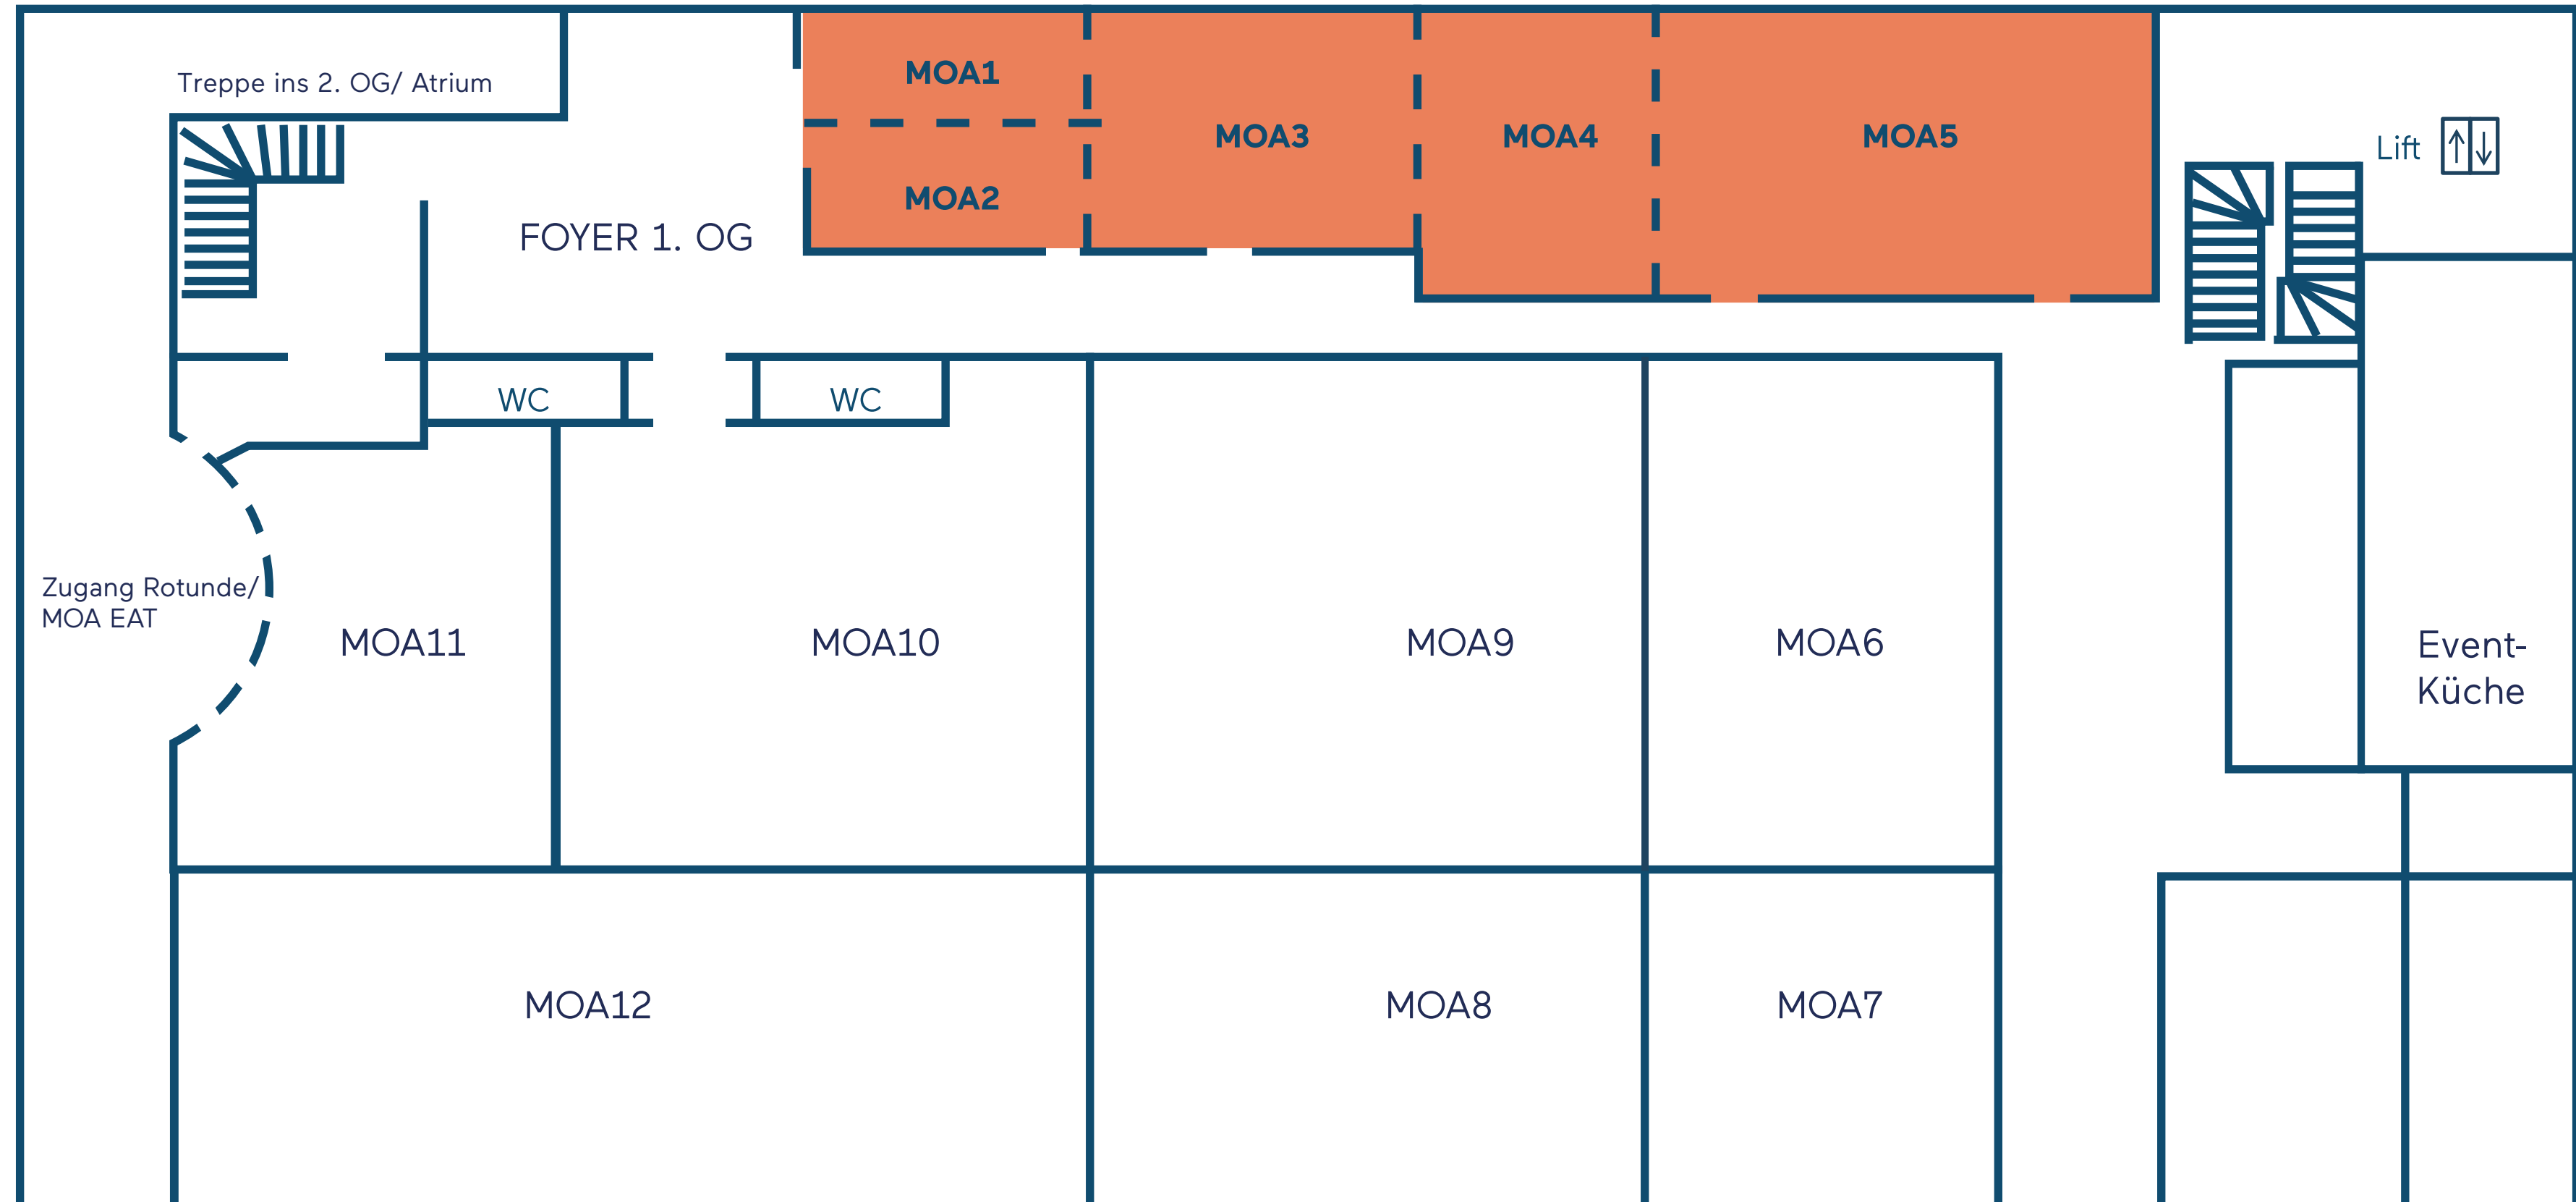 Treppe ins 2. OG/ Atrium
MOA1
MOA2
MOA3
MOA4
MOA5
Lift
FOYER 1. OG
WC
WC
Zugang Rotunde/
MOA EAT
MOA11
MOA10
MOA9
MOA6
Event-
Küche
MOA12
MOA8
MOA7